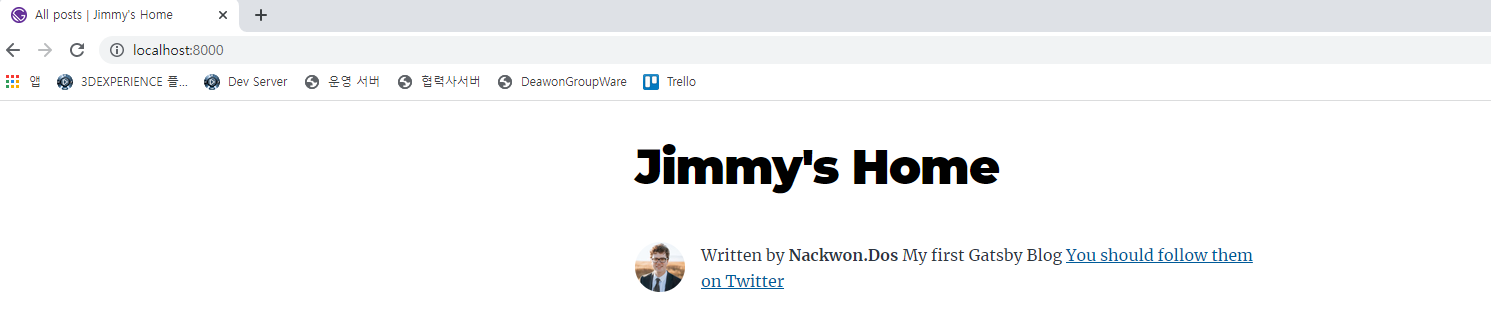 All posts | Jimmy's Home
localhost:8000
앱 3DEXPERIENCE 플... Dev Server 운영 서버 협력사서버 DeawonGroupWare Trello
Jimmy's Home
Written by Nackwon.Dos My first Gatsby Blog You should follow them
on Twitter